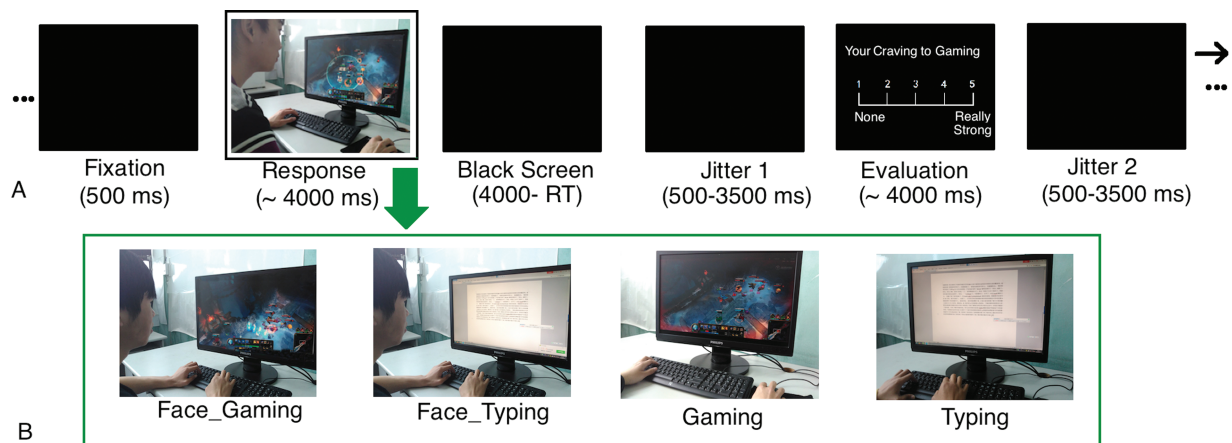 ...
Your Craving to Gaming
1 2 3 4 5
None
Really
Strong
...
Fixation
(500 ms)
Response
(~ 4000 ms)
Black Screen
(4000- RT)
Jitter 1
(500-3500 ms)
Evaluation
(~ 4000 ms)
Jitter 2
(500-3500 ms)
A
PHILIPS
Face_Gaming
Face_Typing
Gaming
Typing
B